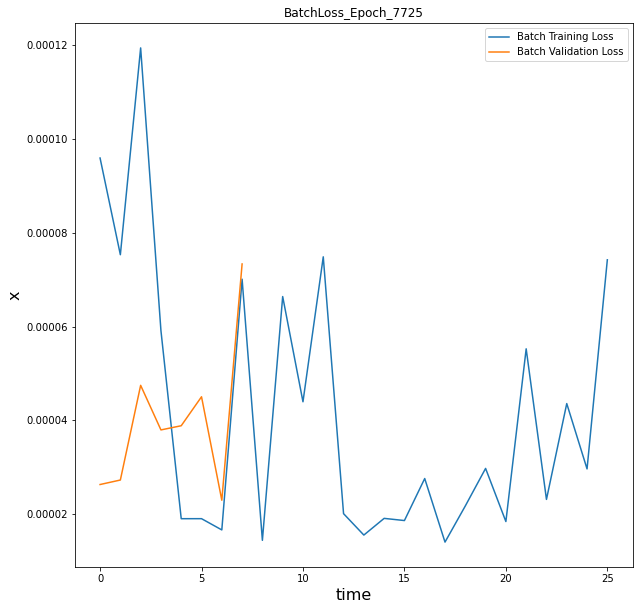 BatchLoss_Epoch_7725
Batch Training Loss
Batch Validation Loss
0.00012
0.00010
0.00008
0.00006
0.00004
0.00002
x
0 5 10 15 20 25
time